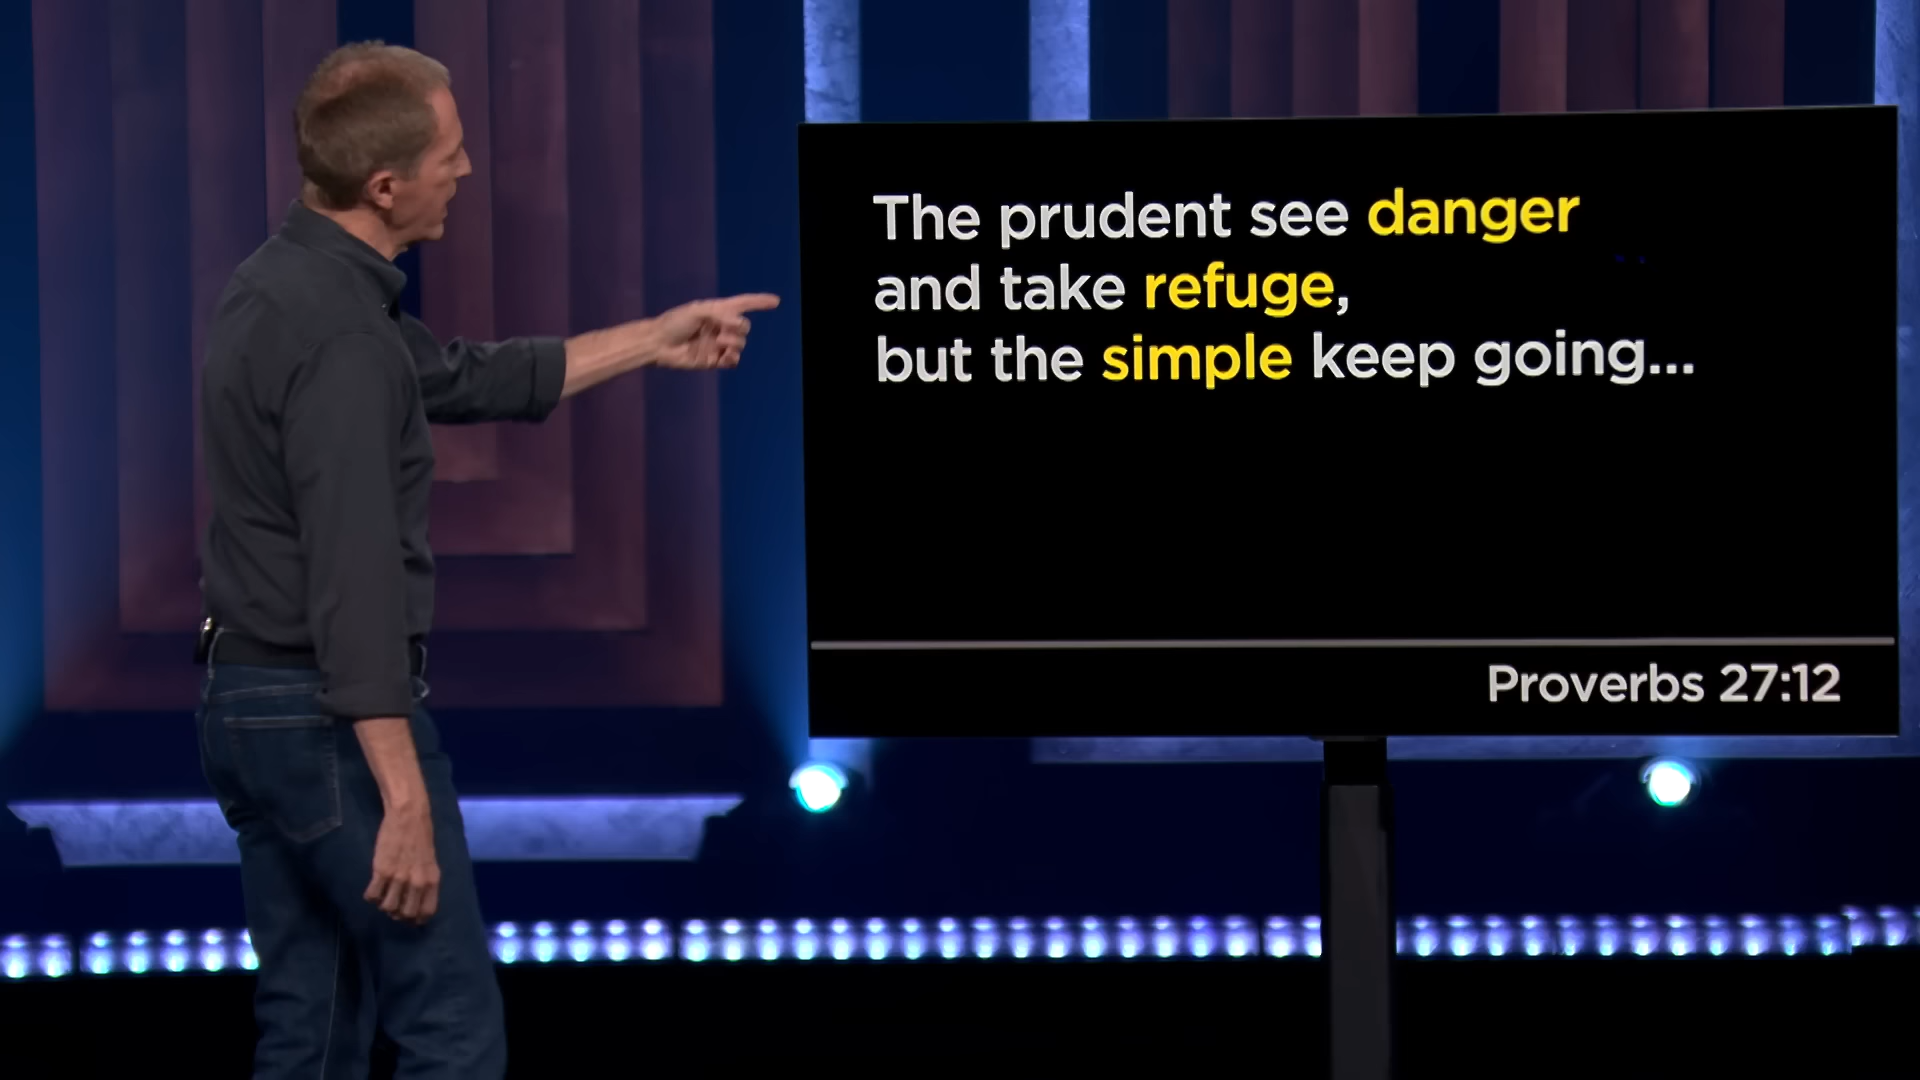 The prudent see danger
and take refuge,
but the simple keep going...
Proverbs 27:12